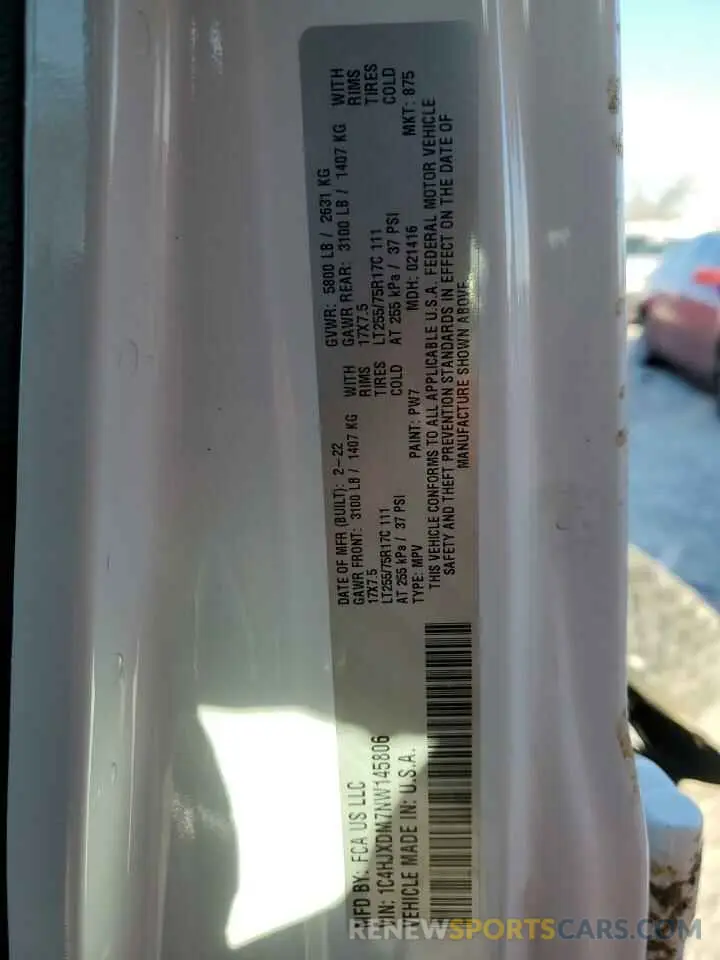 MFD BY: FCA US LLC
DATE OF MFR (BUILT): 2-22
GVWR: 5800 LB / 2631 KG
GAWR FRONT: 3100 LB / 1407 KG WITH
GAWR REAR: 3100 LB / 1407 KG WITH
17X7.5 RIMS
17X7.5 RIMS
LT255/75R17C 111 TIRES
LT255/75R17C 111 TIRES
AT 255 kPa / 37 PSI COLD
AT 255 kPa / 37 PSI COLD
VIN: 1C4HJXDM7NW145806
TYPE: MPV
PAINT: PW7
MDH: 021416
MKT: 875
VEHICLE MADE IN: U.S.A.
THIS VEHICLE CONFORMS TO ALL APPLICABLE U.S.A. FEDERAL MOTOR VEHICLE
SAFETY AND THEFT PREVENTION STANDARDS IN EFFECT ON THE DATE OF
MANUFACTURE SHOWN ABOVE
RENEWSPORTSCARS.COM